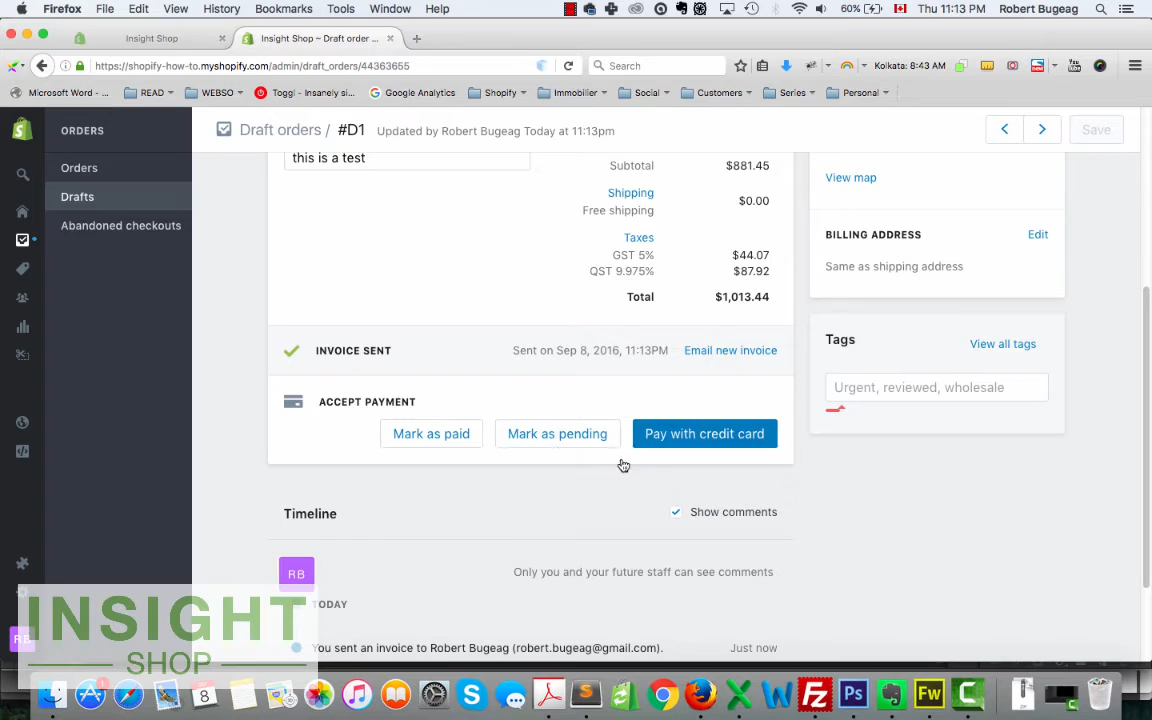 Firefox File Edit View History Bookmarks Tools Window Help 60% Thu 11:13 PM Robert Bugeag
Insight Shop × Insight Shop ~ Draft order ... × +
https://shopify-how-to.myshopify.com/admin/draft_orders/44363655 Search Kolkata: 8:43 AM
Microsoft Word - ... READ WEBSO Toggl - Insanely si... Google Analytics Shopify Immobilier Social Customers Series Personal
ORDERS
Orders
Drafts
Abandoned checkouts
Draft orders / #D1 Updated by Robert Bugeag Today at 11:13pm Save
this is a test
Subtotal $881.45
Shipping
Free shipping $0.00
Taxes
GST 5% $44.07
QST 9.975% $87.92
Total $1,013.44
INVOICE SENT Sent on Sep 8, 2016, 11:13PM Email new invoice
ACCEPT PAYMENT
Mark as paid Mark as pending Pay with credit card
View map
BILLING ADDRESS Edit
Same as shipping address
Tags View all tags
Urgent, reviewed, wholesale
Timeline Show comments
RB Only you and your future staff can see comments
TODAY
You sent an invoice to Robert Bugeag (robert.bugeag@gmail.com). Just now
INSIGHT
SHOP